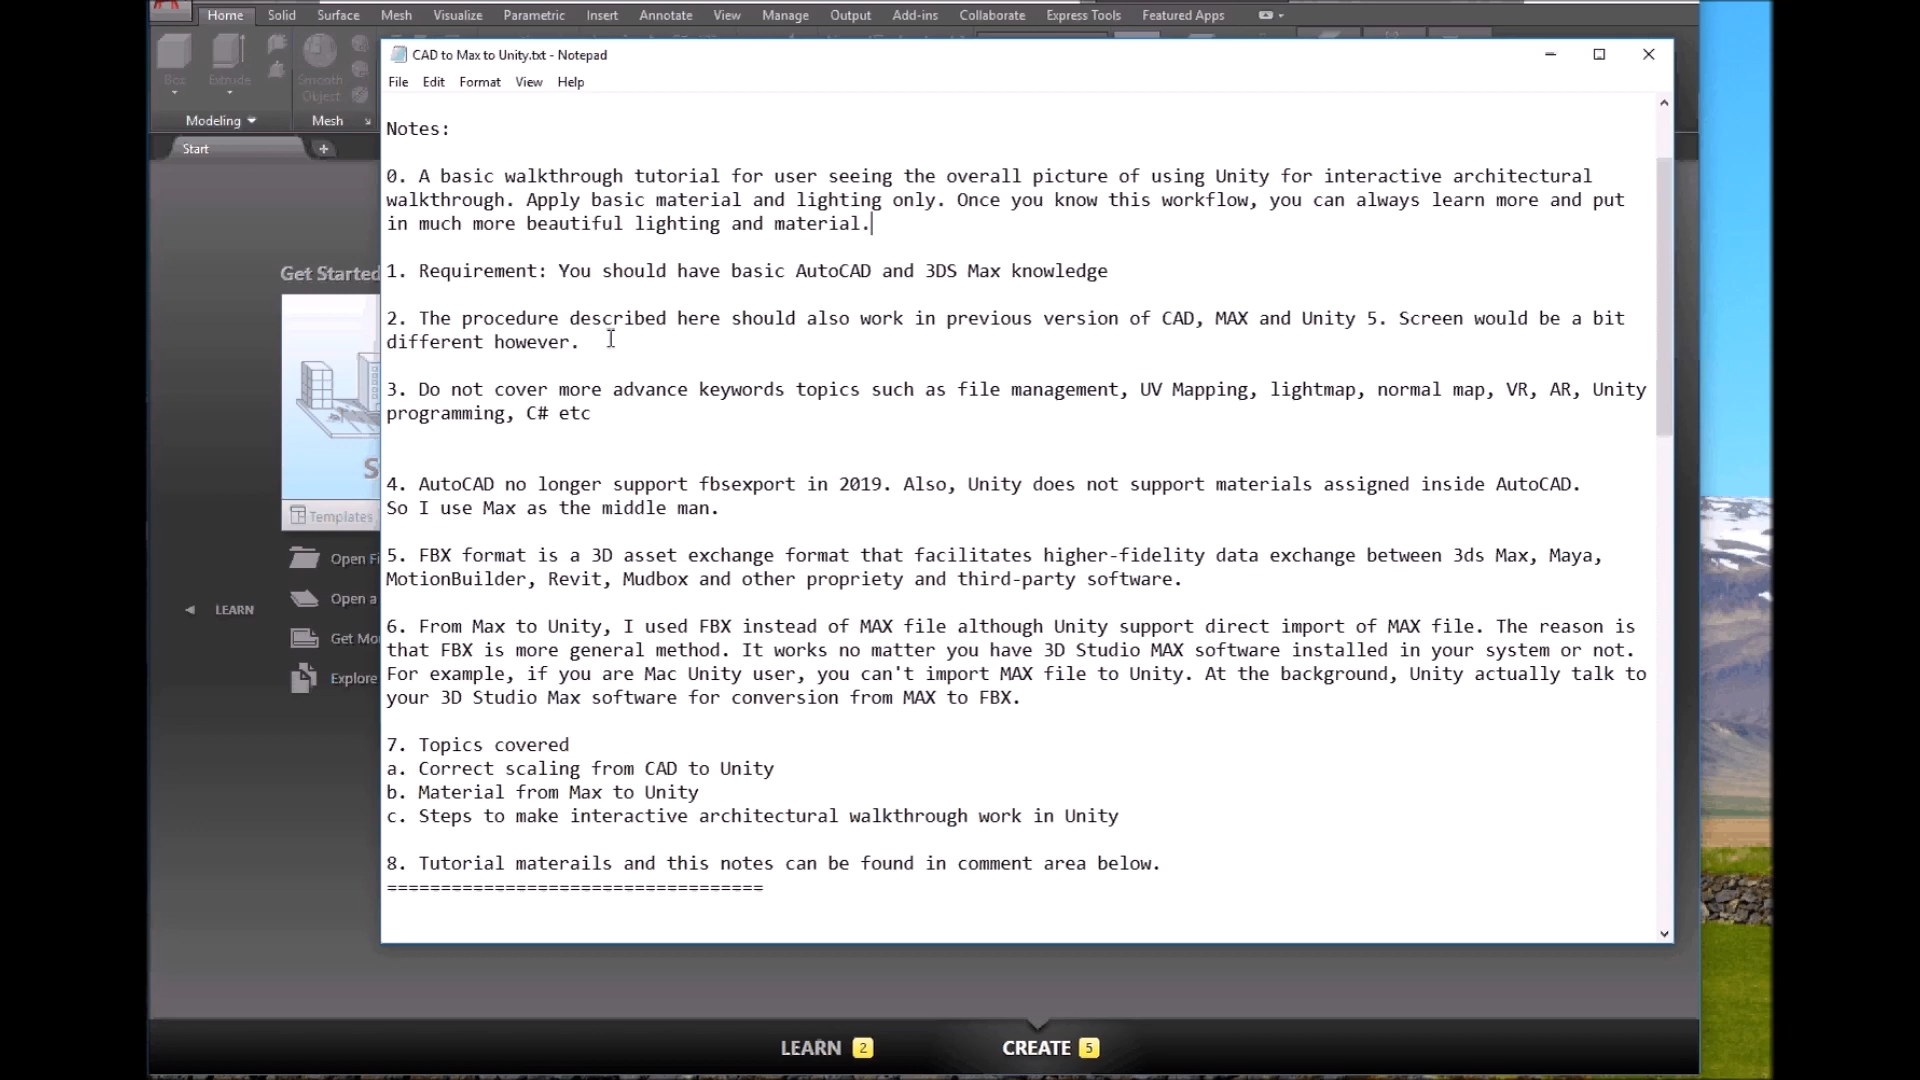 Home Solid Surface Mesh Visualize Parametric Insert Annotate View Manage Output Add-ins Collaborate Express Tools Featured Apps
Box Extrude Smooth Object
Modeling Mesh
Start
CAD to Max to Unity.txt - Notepad
File Edit Format View Help
Notes:
0. A basic walkthrough tutorial for user seeing the overall picture of using Unity for interactive architectural
walkthrough. Apply basic material and lighting only. Once you know this workflow, you can always learn more and put
in much more beautiful lighting and material.
1. Requirement: You should have basic AutoCAD and 3DS Max knowledge
2. The procedure described here should also work in previous version of CAD, MAX and Unity 5. Screen would be a bit
different however.
3. Do not cover more advance keywords topics such as file management, UV Mapping, lightmap, normal map, VR, AR, Unity
programming, C# etc
4. AutoCAD no longer support fbsexport in 2019. Also, Unity does not support materials assigned inside AutoCAD.
So I use Max as the middle man.
5. FBX format is a 3D asset exchange format that facilitates higher-fidelity data exchange between 3ds Max, Maya,
MotionBuilder, Revit, Mudbox and other propriety and third-party software.
6. From Max to Unity, I used FBX instead of MAX file although Unity support direct import of MAX file. The reason is
that FBX is more general method. It works no matter you have 3D Studio MAX software installed in your system or not.
For example, if you are Mac Unity user, you can't import MAX file to Unity. At the background, Unity actually talk to
your 3D Studio Max software for conversion from MAX to FBX.
7. Topics covered
a. Correct scaling from CAD to Unity
b. Material from Max to Unity
c. Steps to make interactive architectural walkthrough work in Unity
8. Tutorial materails and this notes can be found in comment area below.
===================================
Get Started
S
Templates
Open Fi
Open a
LEARN
Get Mo
Explore
LEARN 2 CREATE 5